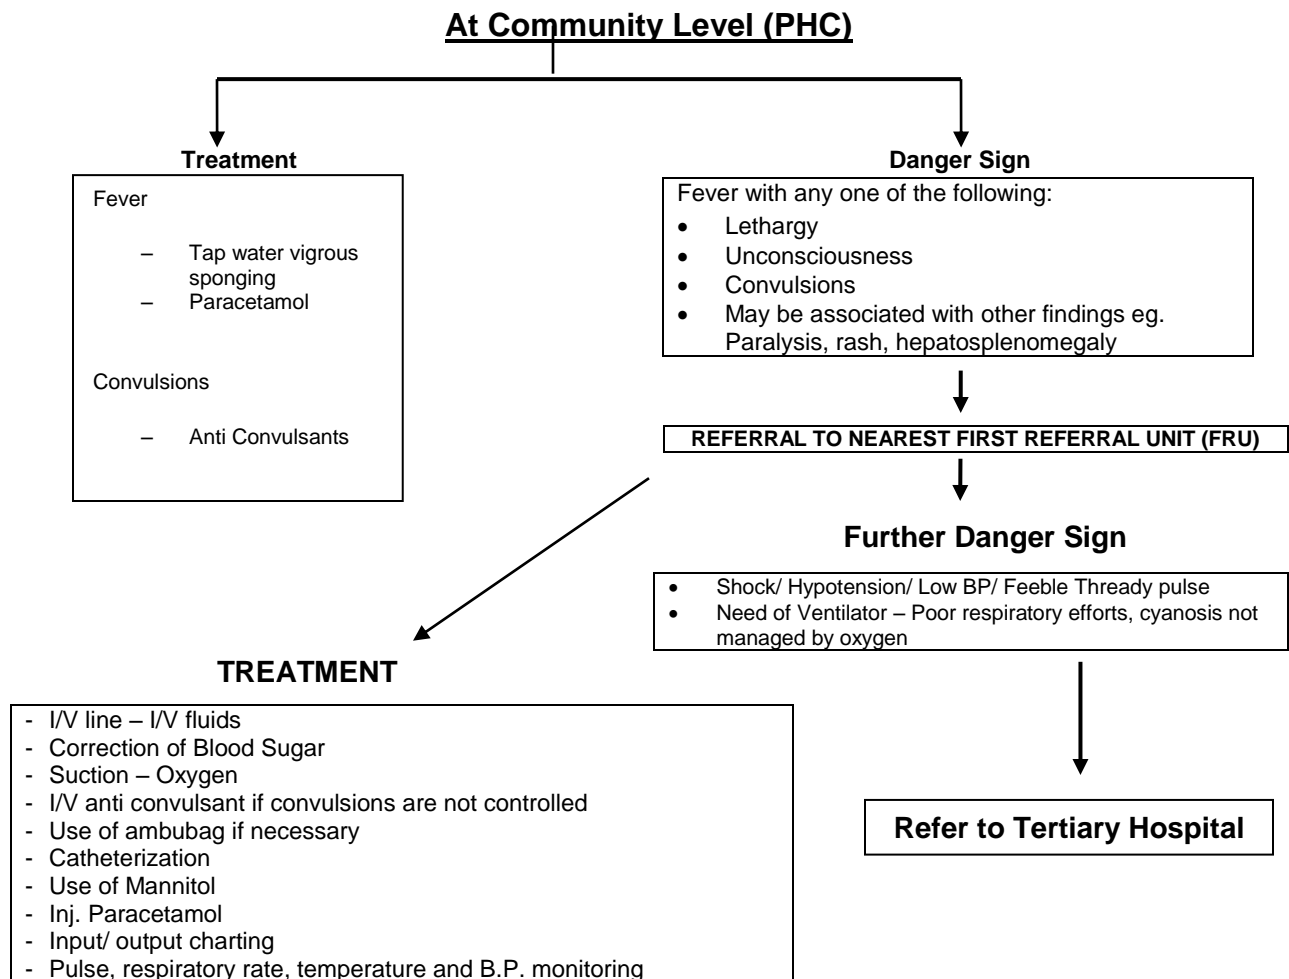 At Community Level (PHC)
Treatment
Fever
– Tap water vigrous
sponging
– Paracetamol
Convulsions
– Anti Convulsants
Danger Sign
Fever with any one of the following:
• Lethargy
• Unconsciousness
• Convulsions
• May be associated with other findings eg.
Paralysis, rash, hepatosplenomegaly
REFERRAL TO NEAREST FIRST REFERRAL UNIT (FRU)
Further Danger Sign
• Shock/ Hypotension/ Low BP/ Feeble Thready pulse
• Need of Ventilator – Poor respiratory efforts, cyanosis not
managed by oxygen
TREATMENT
- I/V line – I/V fluids
- Correction of Blood Sugar
- Suction – Oxygen
- I/V anti convulsant if convulsions are not controlled
- Use of ambubag if necessary
- Catheterization
- Use of Mannitol
- Inj. Paracetamol
- Input/ output charting
- Pulse, respiratory rate, temperature and B.P. monitoring
Refer to Tertiary Hospital